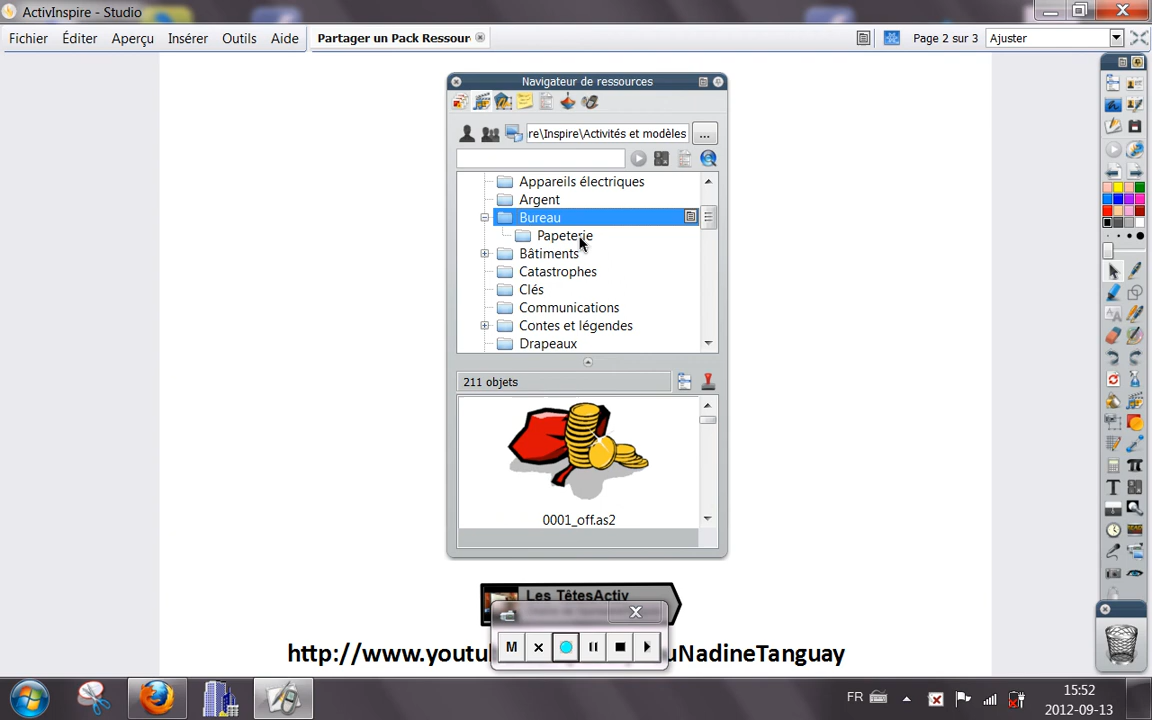 ActivInspire - Studio
Fichier Éditer Aperçu Insérer Outils Aide Partager un Pack Ressour Page 2 sur 3 Ajuster
Navigateur de ressources
re\Inspire\Activités et modèles ...
Appareils électriques
Argent
Bureau
Papeterie
Bâtiments
Catastrophes
Clés
Communications
Contes et légendes
Drapeaux
211 objets
0001_off.as2
Les TêtesActiv
M
http://www.youtu uNadineTanguay
FR 15:52
2012-09-13